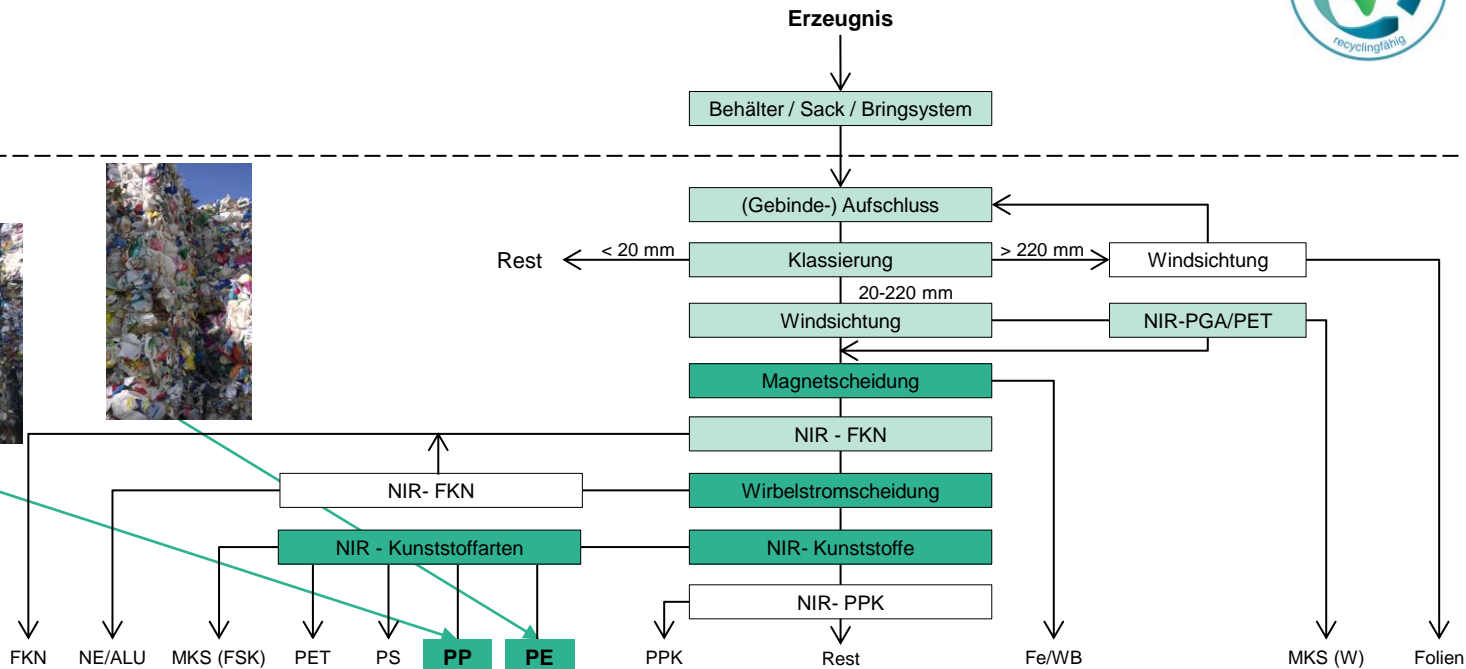 Erzeugnis
recyclingfähig
Behälter / Sack / Bringsystem
(Gebinde-) Aufschluss
Rest
< 20 mm
Klassierung
> 220 mm
Windsichtung
20-220 mm
Windsichtung
NIR-PGA/PET
Magnetscheidung
NIR - FKN
NIR- FKN
Wirbelstromscheidung
NIR - Kunststoffarten
NIR- Kunststoffe
NIR- PPK
FKN
NE/ALU
MKS (FSK)
PET
PS
PP
PE
PPK
Rest
Fe/WB
MKS (W)
Folien